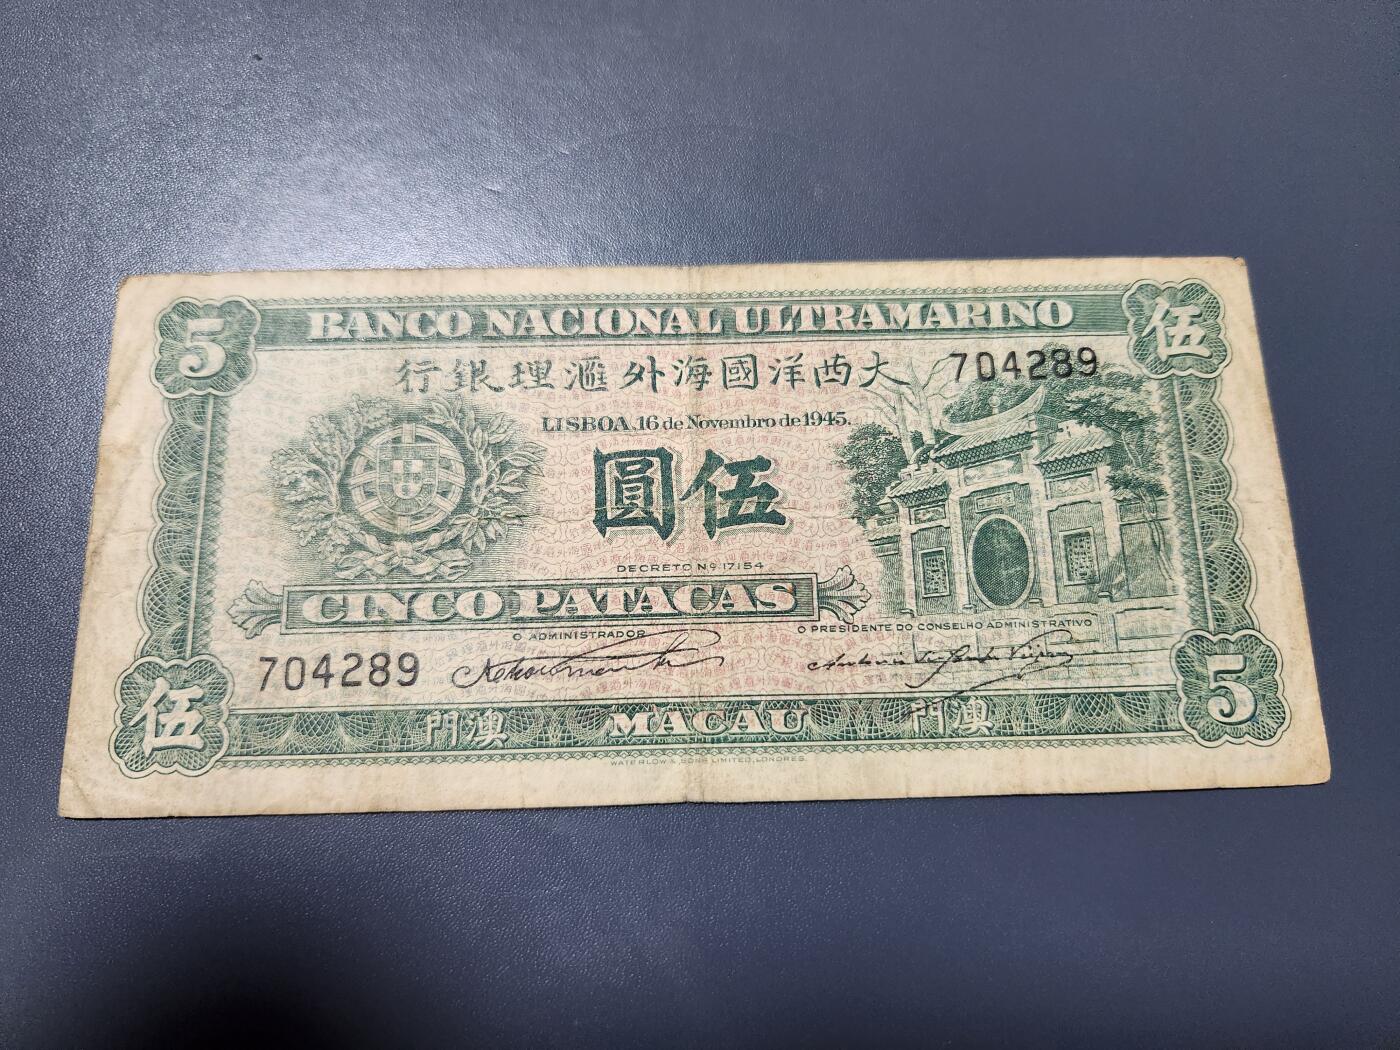 5
BANCO NACIONAL ULTRAMARINO
伍
行銀理滙外海國洋西大
704289
LISBOA, 16 de Novembro de 1945.
圓伍
DECRETO Nº 17154
CINCO PATACAS
O ADMINISTRADOR
O PRESIDENTE DO CONSELHO ADMINISTRATIVO
704289
伍
門澳
MACAU
門澳
5
WATERLOW & SONS LIMITED, LONDRES.